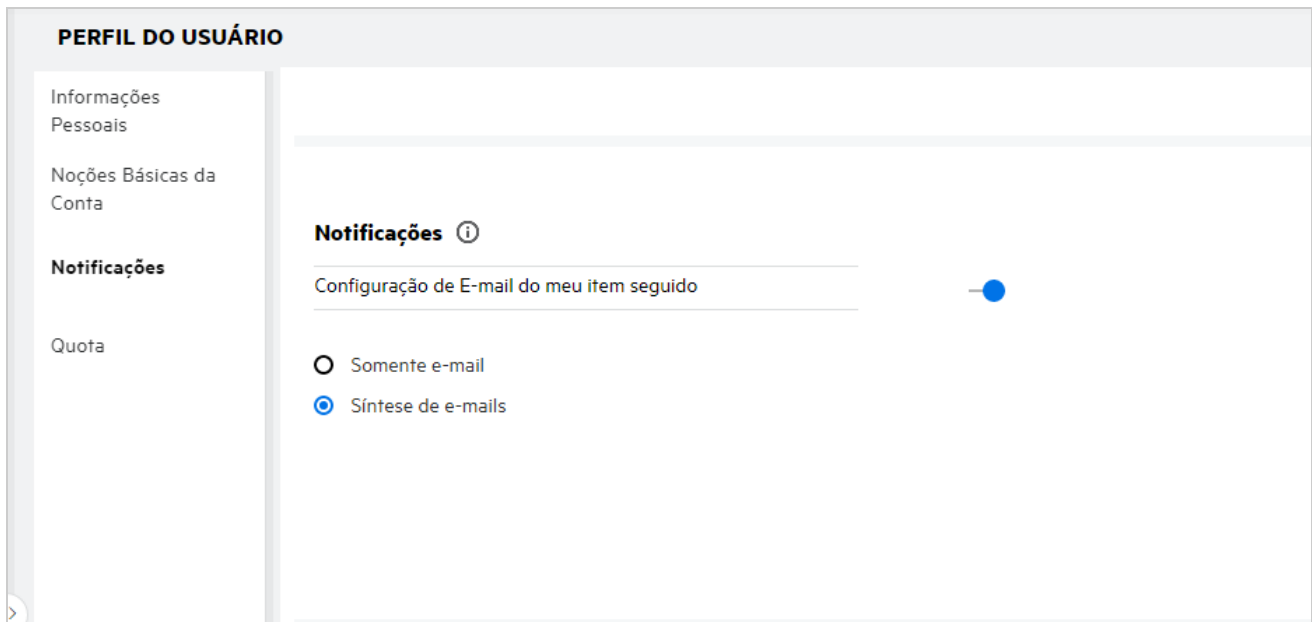 PERFIL DO USUÁRIO
Informações
Pessoais
Noções Básicas da
Conta
Notificações
Quota
Notificações
Configuração de E-mail do meu item seguido
Somente e-mail
Síntese de e-mails